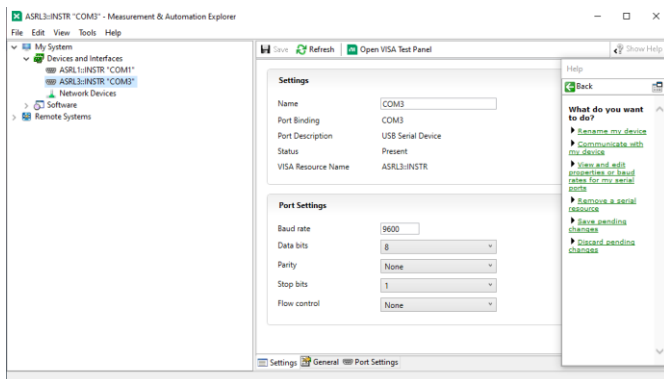 ASRL3::INSTR "COM3" - Measurement & Automation Explorer
File Edit View Tools Help
My System
Devices and Interfaces
ASRL1::INSTR "COM1"
ASRL3::INSTR "COM3"
Network Devices
Software
Remote Systems
Save Refresh Open VISA Test Panel Show Help
Settings
Name COM3
Port Binding COM3
Port Description USB Serial Device
Status Present
VISA Resource Name ASRL3::INSTR
Port Settings
Baud rate 9600
Data bits 8
Parity None
Stop bits 1
Flow control None
Settings General Port Settings
Help
Back
What do you want
to do?
Rename my device
Communicate with
my device
View and edit
properties or baud
rates for my serial
ports
Remove a serial
resource
Save pending
changes
Discard pending
changes